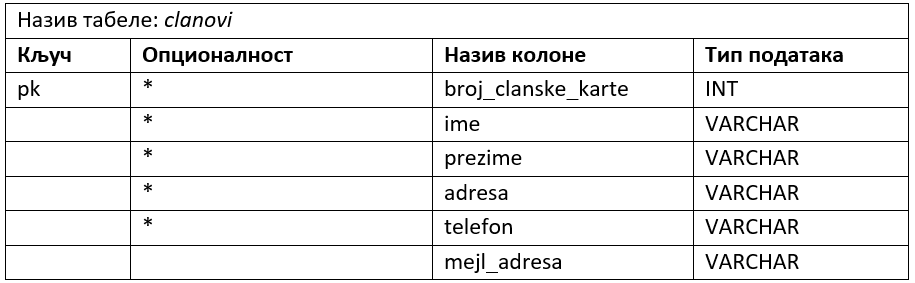 Назив табеле: clanovi
Кључ Опционалност Назив колоне Тип податакa
pk * broj_clanske_karte INT
* ime VARCHAR
* prezime VARCHAR
* adresa VARCHAR
* telefon VARCHAR
mejl_adresa VARCHAR